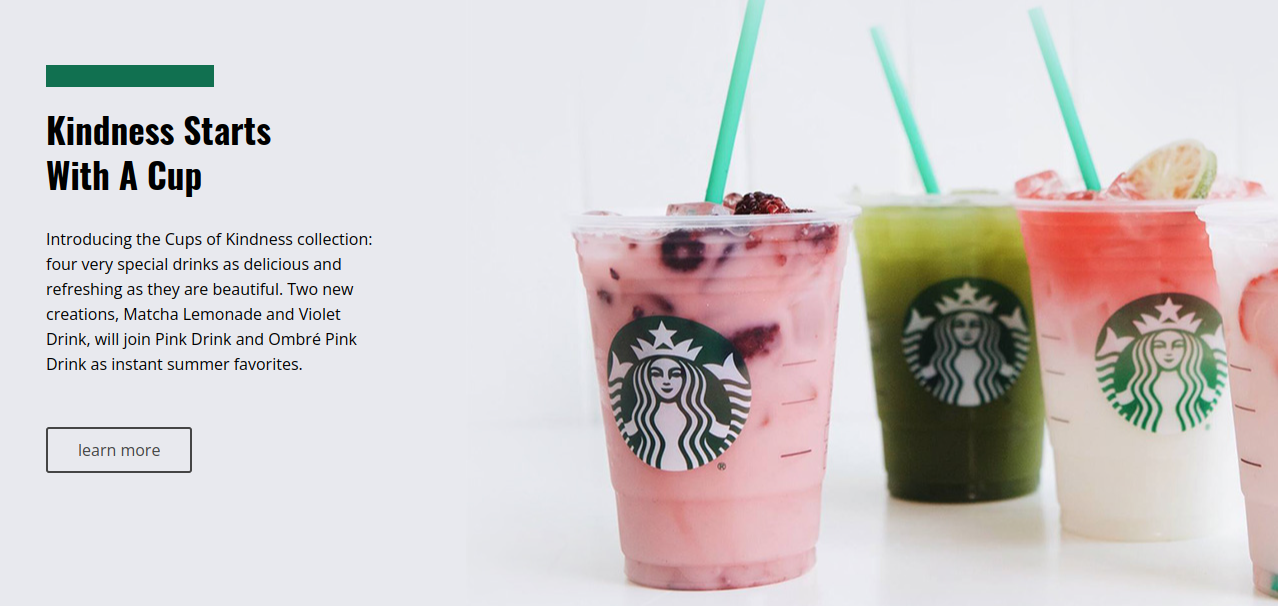 Kindness Starts
With A Cup
Introducing the Cups of Kindness collection:
four very special drinks as delicious and
refreshing as they are beautiful. Two new
creations, Matcha Lemonade and Violet
Drink, will join Pink Drink and Ombré Pink
Drink as instant summer favorites.
learn more
®